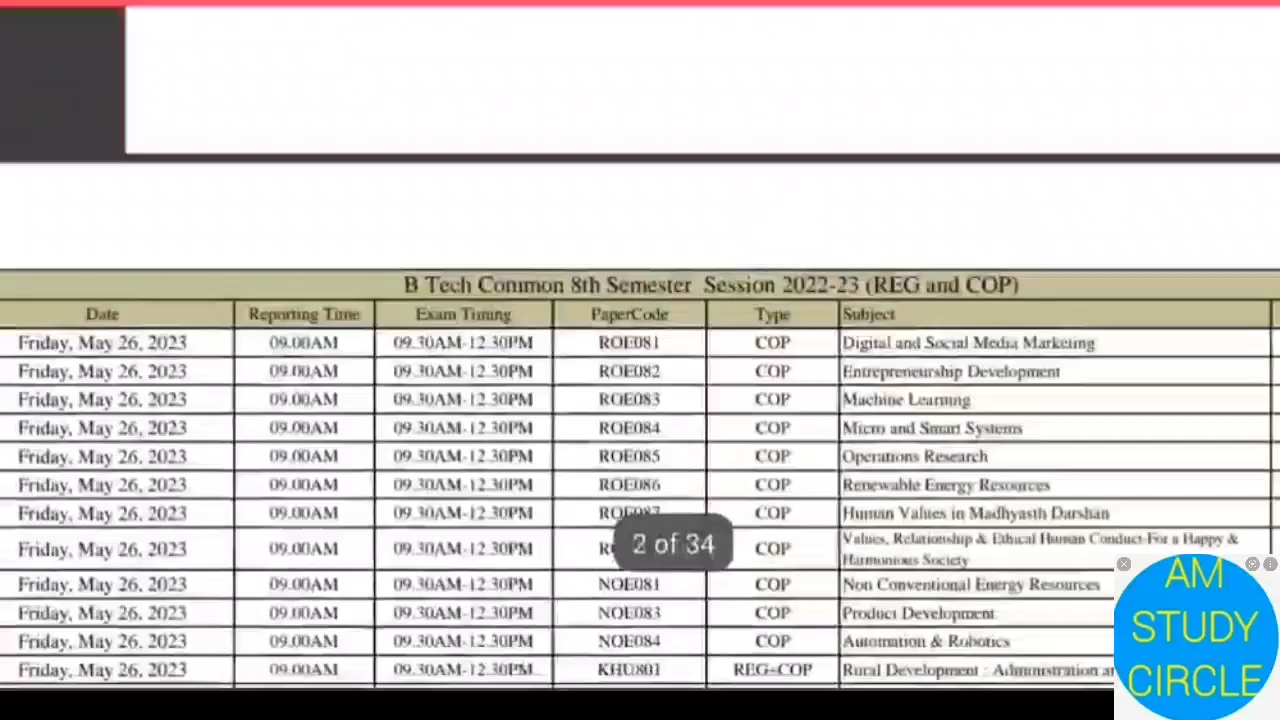 B Tech Common 8th Semester Session 2022-23 (REG and COP)
Date Reporting Time Exam Timing PaperCode Type Subject
Friday, May 26, 2023 09.00AM 09.30AM-12.30PM ROE081 COP Digital and Social Media Marketing
Friday, May 26, 2023 09.00AM 09.30AM-12.30PM ROE082 COP Entrepreneurship Development
Friday, May 26, 2023 09.00AM 09.30AM-12.30PM ROE083 COP Machine Learning
Friday, May 26, 2023 09.00AM 09.30AM-12.30PM ROE084 COP Micro and Smart Systems
Friday, May 26, 2023 09.00AM 09.30AM-12.30PM ROE085 COP Operations Research
Friday, May 26, 2023 09.00AM 09.30AM-12.30PM ROE086 COP Renewable Energy Resources
Friday, May 26, 2023 09.00AM 09.30AM-12.30PM COP Human Values in Madhyasth Darshan
Friday, May 26, 2023 09.00AM 09.30AM-12.30PM COP Values, Relationship & Ethical Human Conduct-For a Happy &
Harmonious Society
2 of 34
Friday, May 26, 2023 09.00AM 09.30AM-12.30PM NOE081 COP Non Conventional Energy Resources
Friday, May 26, 2023 09.00AM 09.30AM-12.30PM NOE083 COP Product Development
Friday, May 26, 2023 09.00AM 09.30AM-12.30PM NOE084 COP Automation & Robotics
Friday, May 26, 2023 09.00AM 09.30AM-12.30PM KHU801 REG+COP Rural Development : Administration
AM
STUDY
CIRCLE